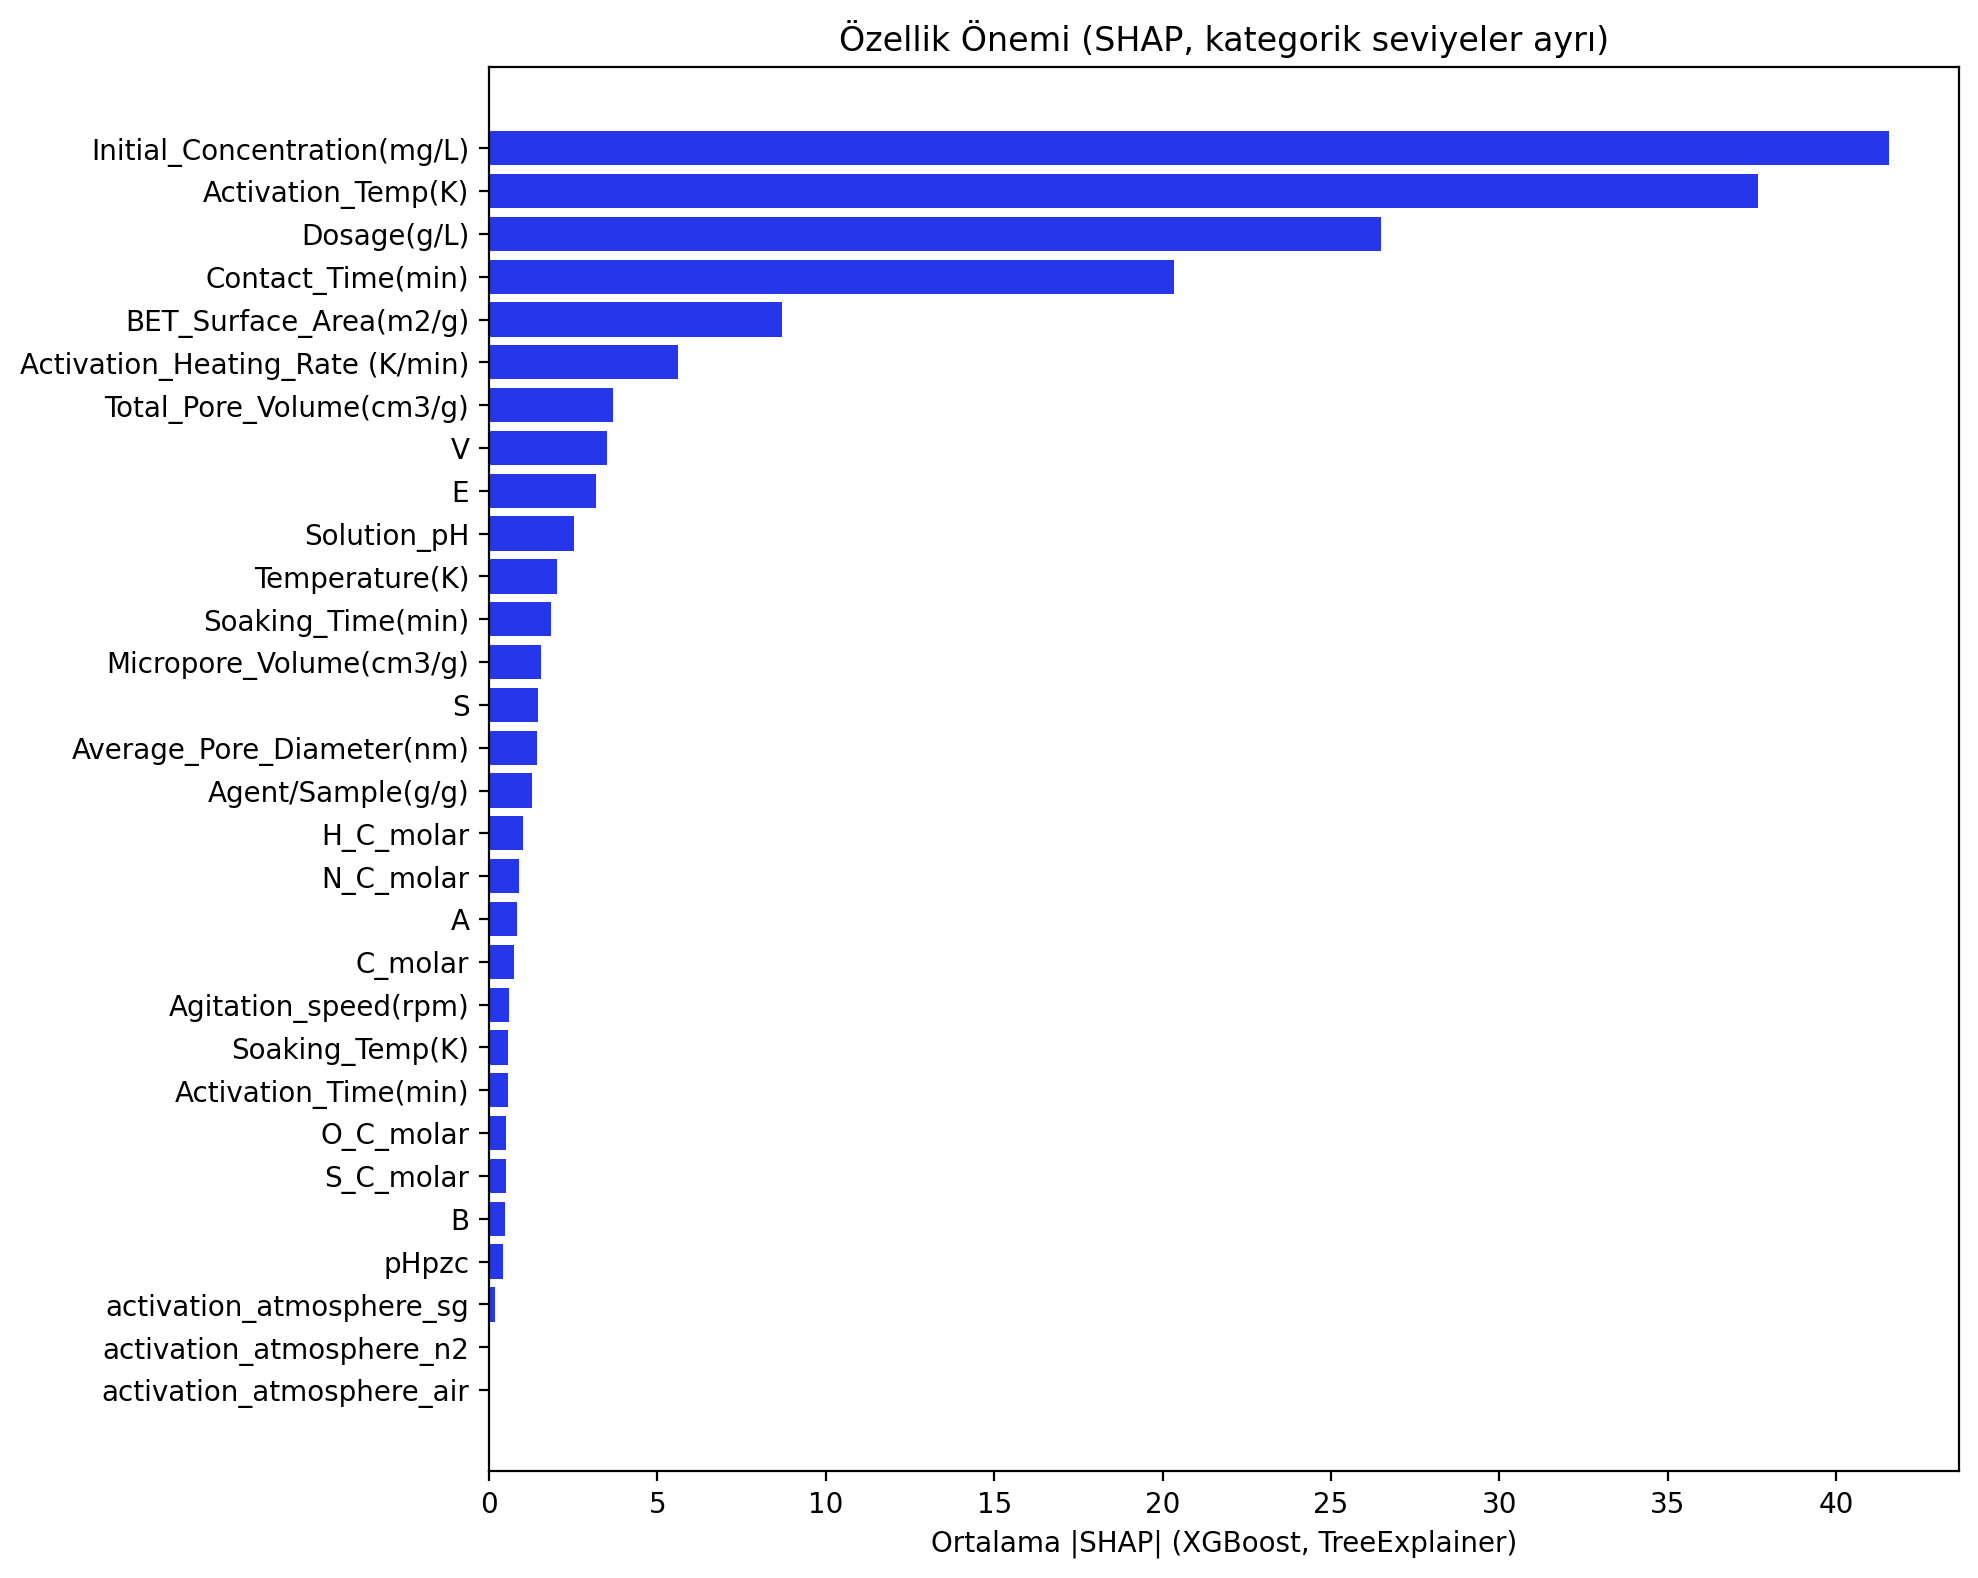 Özellik Önemi (SHAP, kategorik seviyeler ayrı)
Initial_Concentration(mg/L)
Activation_Temp(K)
Dosage(g/L)
Contact_Time(min)
BET_Surface_Area(m2/g)
Activation_Heating_Rate (K/min)
Total_Pore_Volume(cm3/g)
V
E
Solution_pH
Temperature(K)
Soaking_Time(min)
Micropore_Volume(cm3/g)
S
Average_Pore_Diameter(nm)
Agent/Sample(g/g)
H_C_molar
N_C_molar
A
C_molar
Agitation_speed(rpm)
Soaking_Temp(K)
Activation_Time(min)
O_C_molar
S_C_molar
B
pHpzc
activation_atmosphere_sg
activation_atmosphere_n2
activation_atmosphere_air
0 5 10 15 20 25 30 35 40
Ortalama |SHAP| (XGBoost, TreeExplainer)